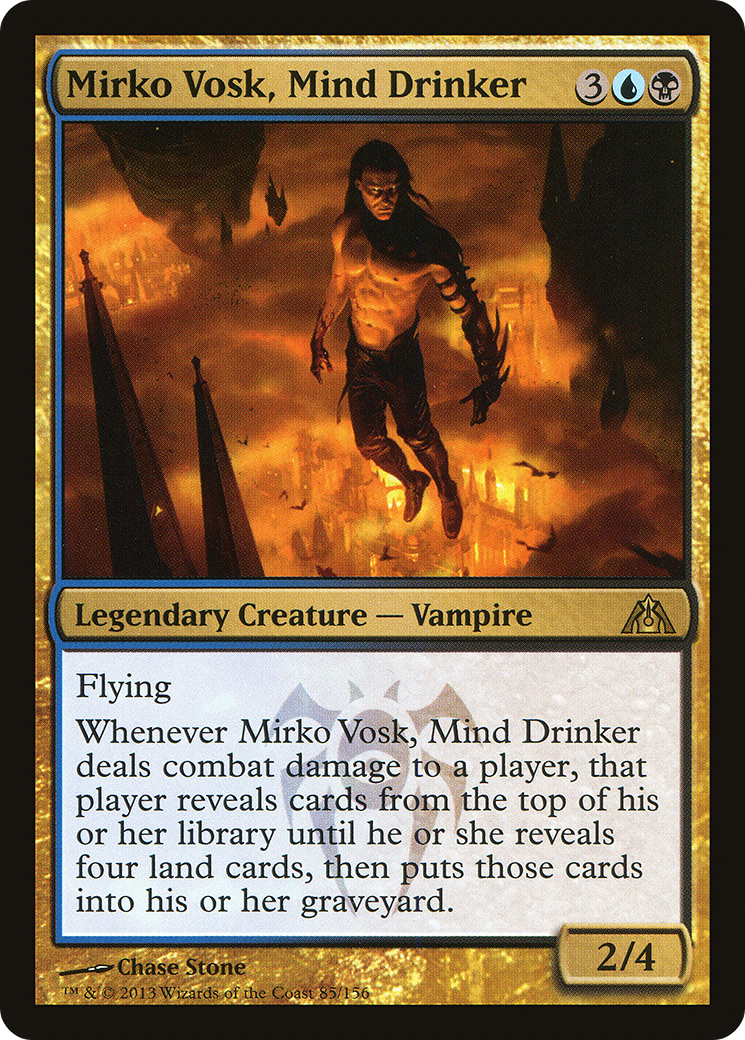 Mirko Vosk, Mind Drinker 3
Legendary Creature — Vampire
Flying
Whenever Mirko Vosk, Mind Drinker
deals combat damage to a player, that
player reveals cards from the top of his
or her library until he or she reveals
four land cards, then puts those cards
into his or her graveyard.
2/4
Chase Stone
™ & © 2013 Wizards of the Coast 85/156